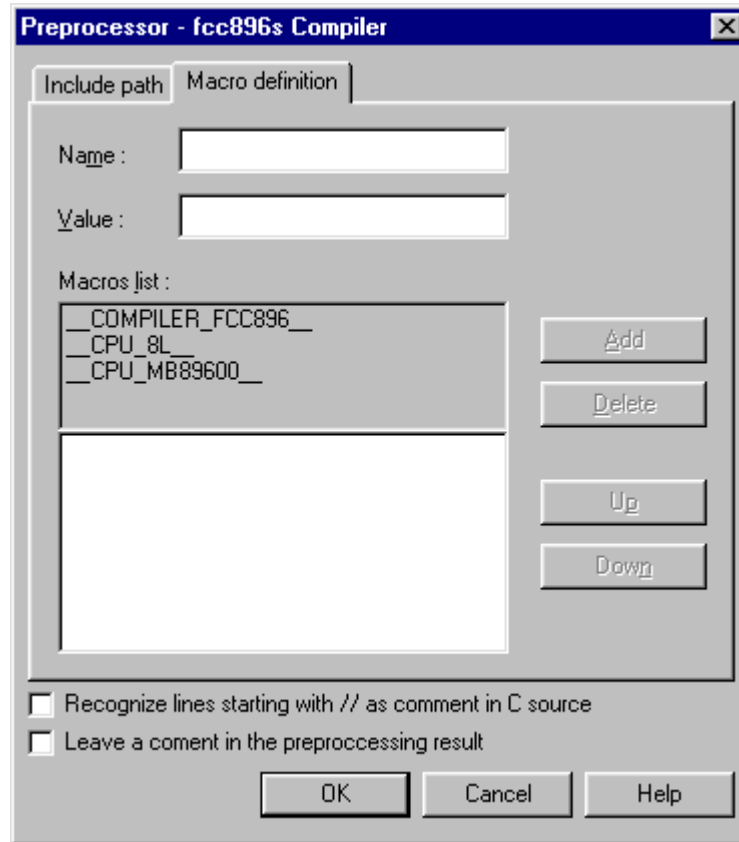 Preprocessor - fcc896s Compiler
Include path Macro definition
Name :
Value :
Macros list :
__COMPILER_FCC896__
__CPU_8L__
__CPU_MB89600__
Add
Delete
Up
Down
Recognize lines starting with // as comment in C source
Leave a coment in the preproccessing result
OK Cancel Help